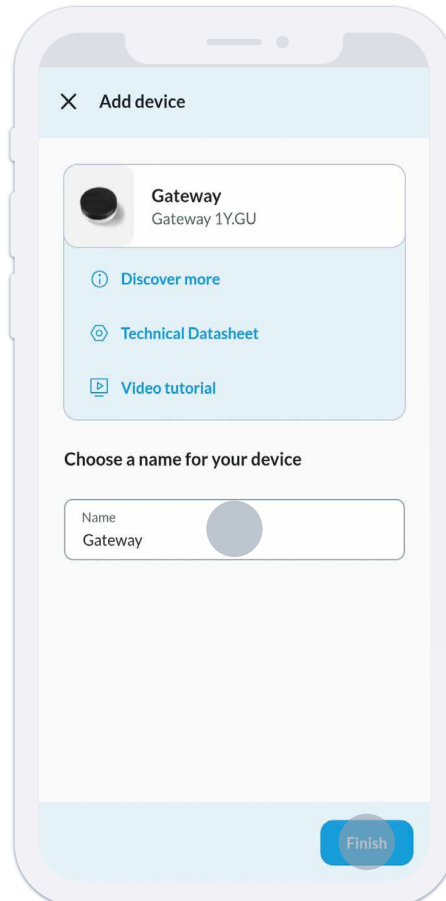 Add device
Gateway
Gateway 1Y.GU
Discover more
Technical Datasheet
Video tutorial
Choose a name for your device
Name
Gateway
Finish